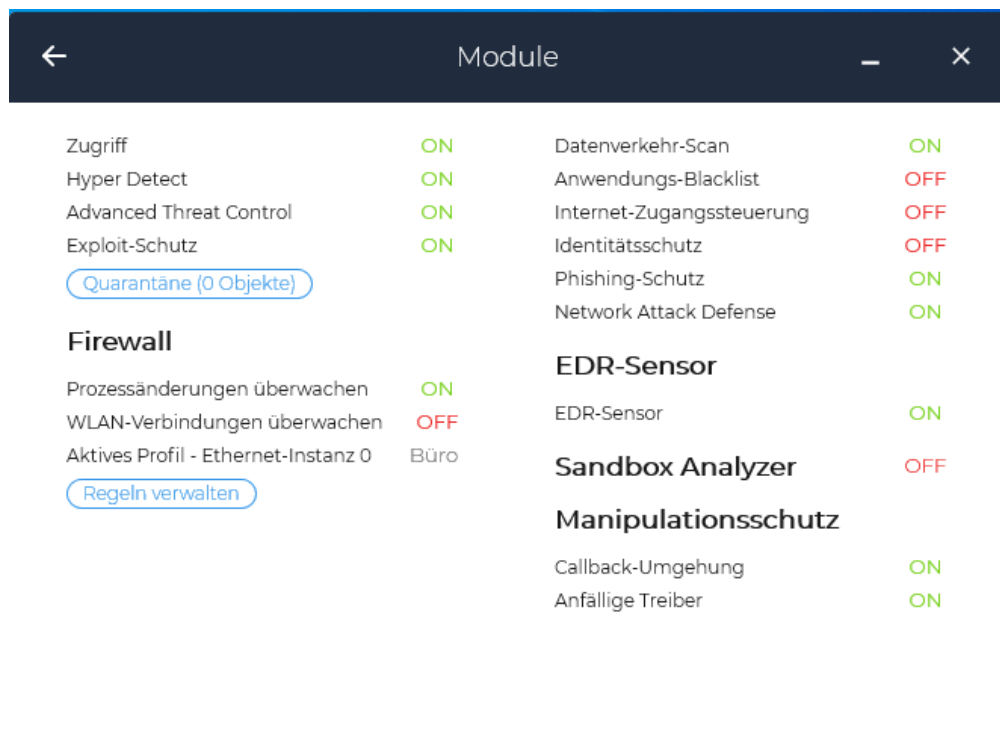 Module
Zugriff ON
Hyper Detect ON
Advanced Threat Control ON
Exploit-Schutz ON
Quarantäne (0 Objekte)
Firewall
Prozessänderungen überwachen ON
WLAN-Verbindungen überwachen OFF
Aktives Profil - Ethernet-Instanz 0 Büro
Regeln verwalten
Datenverkehr-Scan ON
Anwendungs-Blacklist OFF
Internet-Zugangssteuerung OFF
Identitätsschutz OFF
Phishing-Schutz ON
Network Attack Defense ON
EDR-Sensor
EDR-Sensor ON
Sandbox Analyzer OFF
Manipulationsschutz
Callback-Umgehung ON
Anfällige Treiber ON